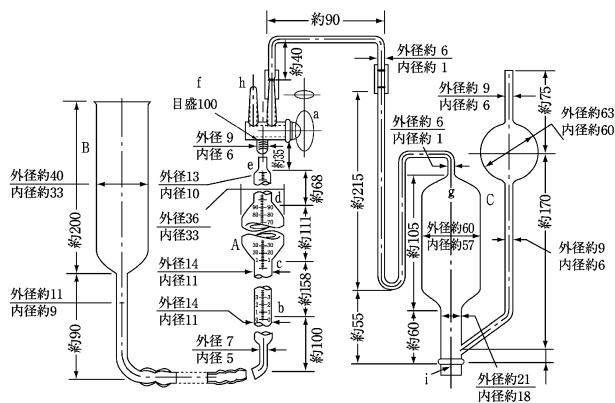 約90
約40
外径約 6
内径約 1
外径約 9
内径約 6
約75
f
h
目盛100
a
外径約 6
内径約 1
外径約63
内径約60
B
外径 9
内径 6
約35
e
外径13
内径10
外径約40
内径約33
約68
g
C
d
外径36
内径33
約200
約215
約111
約105
約170
A
外径約60
内径約57
外径約9
内径約6
外径14
内径11
c
約158
外径約11
内径約9
外径14
内径11
b
約55
約60
約90
外径 7
内径 5
約100
i
外径約21
内径約18